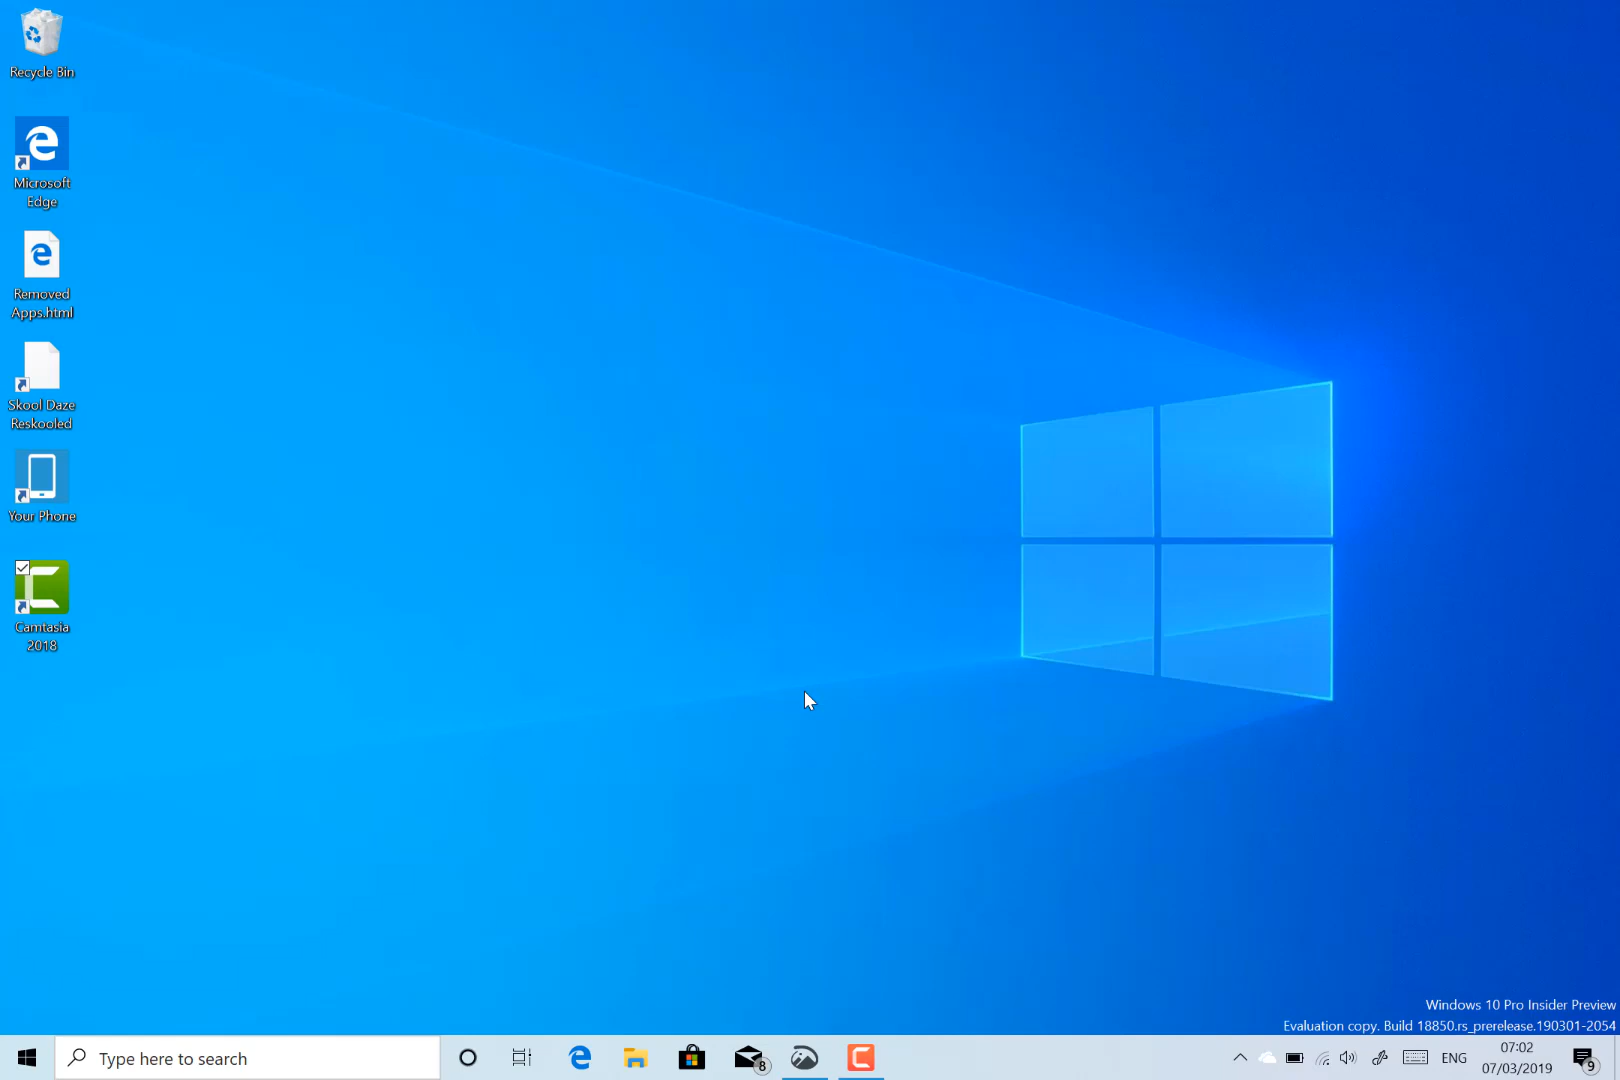 Recycle Bin
Microsoft
Edge
Removed
Apps.html
Skool Daze
Reskooled
Your Phone
Camtasia
2018
Windows 10 Pro Insider Preview
Evaluation copy. Build 18850.rs_prerelease.190301-2054
Type here to search
8
ENG
07:02
07/03/2019
9